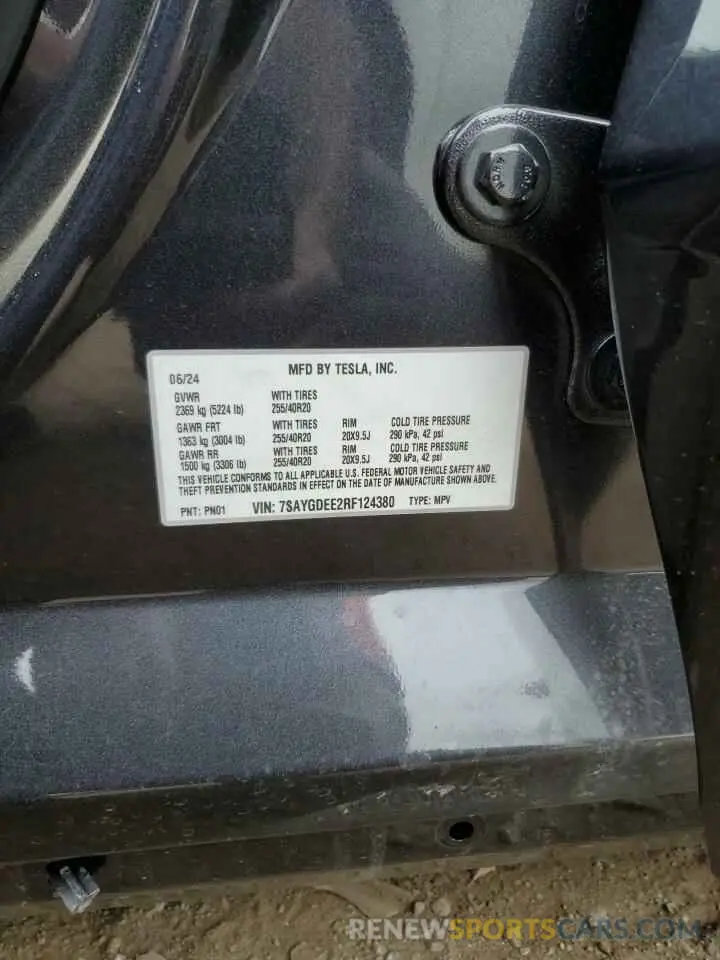 MFD BY TESLA, INC.
06/24
GVWR WITH TIRES
2369 kg (5224 lb) 255/40R20
GAWR FRT WITH TIRES RIM COLD TIRE PRESSURE
1363 kg (3004 lb) 255/40R20 20X9.5J 290 kPa, 42 psi
GAWR RR WITH TIRES RIM COLD TIRE PRESSURE
1500 kg (3306 lb) 255/40R20 20X9.5J 290 kPa, 42 psi
THIS VEHICLE CONFORMS TO ALL APPLICABLE U.S. FEDERAL MOTOR VEHICLE SAFETY AND
THEFT PREVENTION STANDARDS IN EFFECT ON THE DATE OF MANUFACTURE SHOWN ABOVE.
PNT: PN01 VIN: 7SAYGDEE2RF124380 TYPE: MPV
RENEWSPORTSCARS.COM